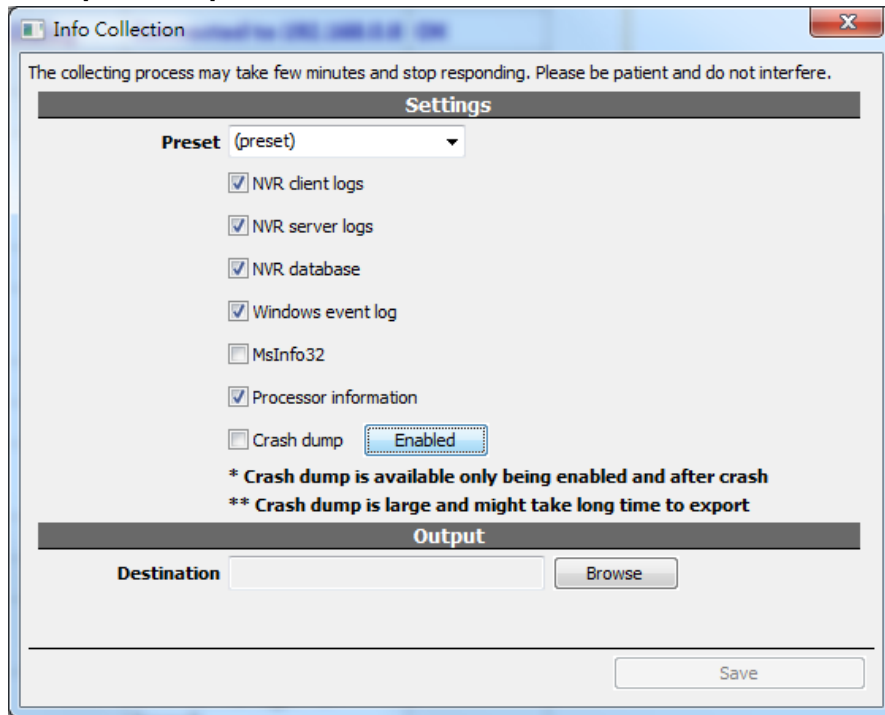 Info Collection
The collecting process may take few minutes and stop responding. Please be patient and do not interfere.
Settings
Preset (preset)
NVR client logs
NVR server logs
NVR database
Windows event log
MsInfo32
Processor information
Crash dump Enabled
* Crash dump is available only being enabled and after crash
** Crash dump is large and might take long time to export
Output
Destination Browse
Save